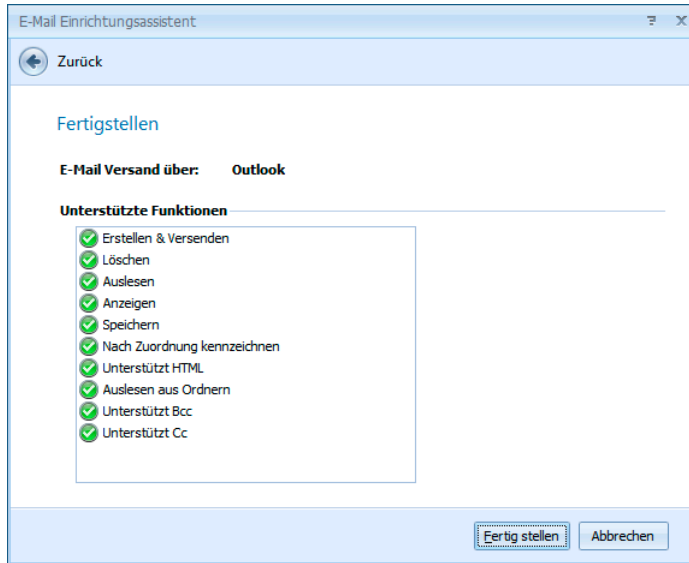 E-Mail Einrichtungsassistent
Zurück
Fertigstellen
E-Mail Versand über: Outlook
Unterstützte Funktionen
Erstellen & Versenden
Löschen
Auslesen
Anzeigen
Speichern
Nach Zuordnung kennzeichnen
Unterstützt HTML
Auslesen aus Ordnern
Unterstützt Bcc
Unterstützt Cc
Fertig stellen Abbrechen